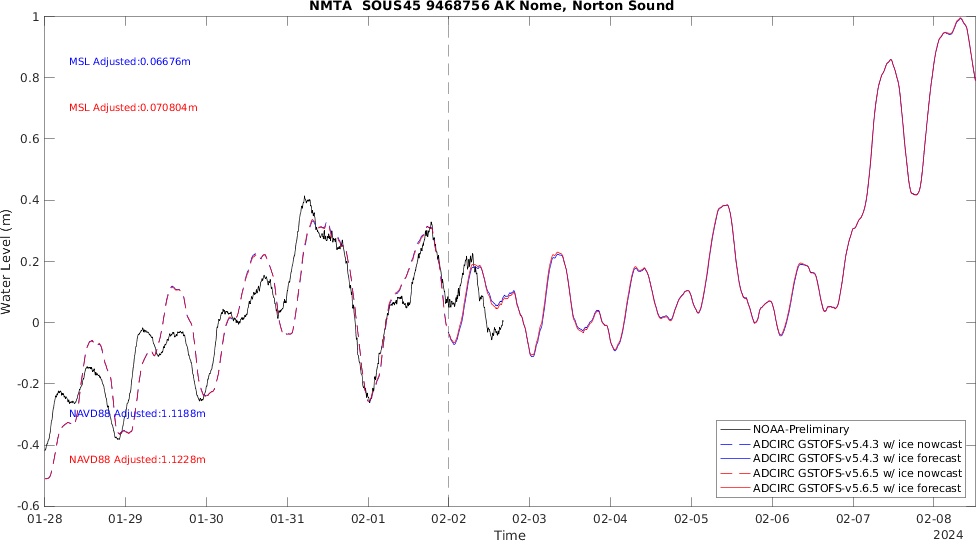 NMTA  SOUS45 9468756 AK Nome, Norton Sound
1
0.8
0.6
0.4
0.2
0
-0.2
-0.4
-0.6
Water Level (m)
MSL Adjusted:0.06676m
MSL Adjusted:0.070804m
NAVD88 Adjusted:1.1188m
NAVD88 Adjusted:1.1228m
NOAA-Preliminary
ADCIRC GSTOFS-v5.4.3 w/ ice nowcast
ADCIRC GSTOFS-v5.4.3 w/ ice forecast
ADCIRC GSTOFS-v5.6.5 w/ ice nowcast
ADCIRC GSTOFS-v5.6.5 w/ ice forecast
01-28 01-29 01-30 01-31 02-01 02-02 02-03 02-04 02-05 02-06 02-07 02-08
Time
2024